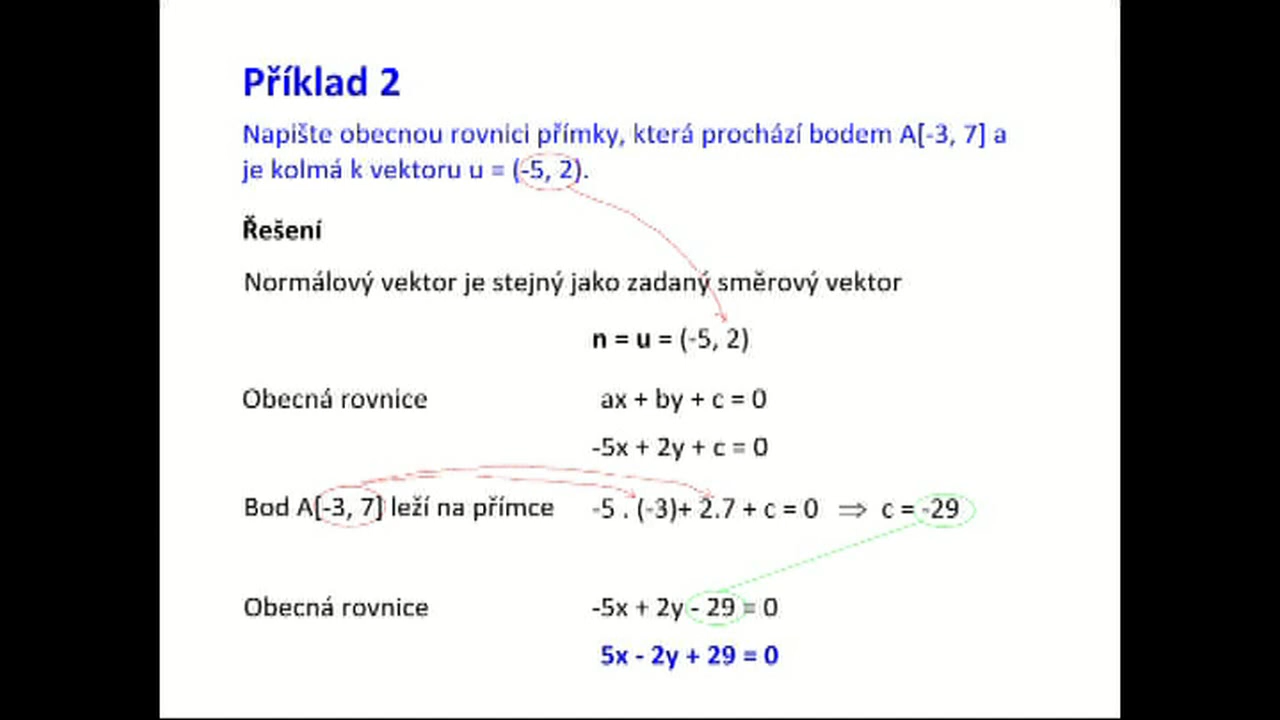 Příklad 2
Napište obecnou rovnici přímky, která prochází bodem A[-3, 7] a
je kolmá k vektoru u = (-5, 2).
Řešení
Normálový vektor je stejný jako zadaný směrový vektor
n = u = (-5, 2)
Obecná rovnice ax + by + c = 0
-5x + 2y + c = 0
Bod A[-3, 7] leží na přímce -5 . (-3)+ 2.7 + c = 0 ⇒ c = -29
Obecná rovnice -5x + 2y - 29 = 0
5x - 2y + 29 = 0